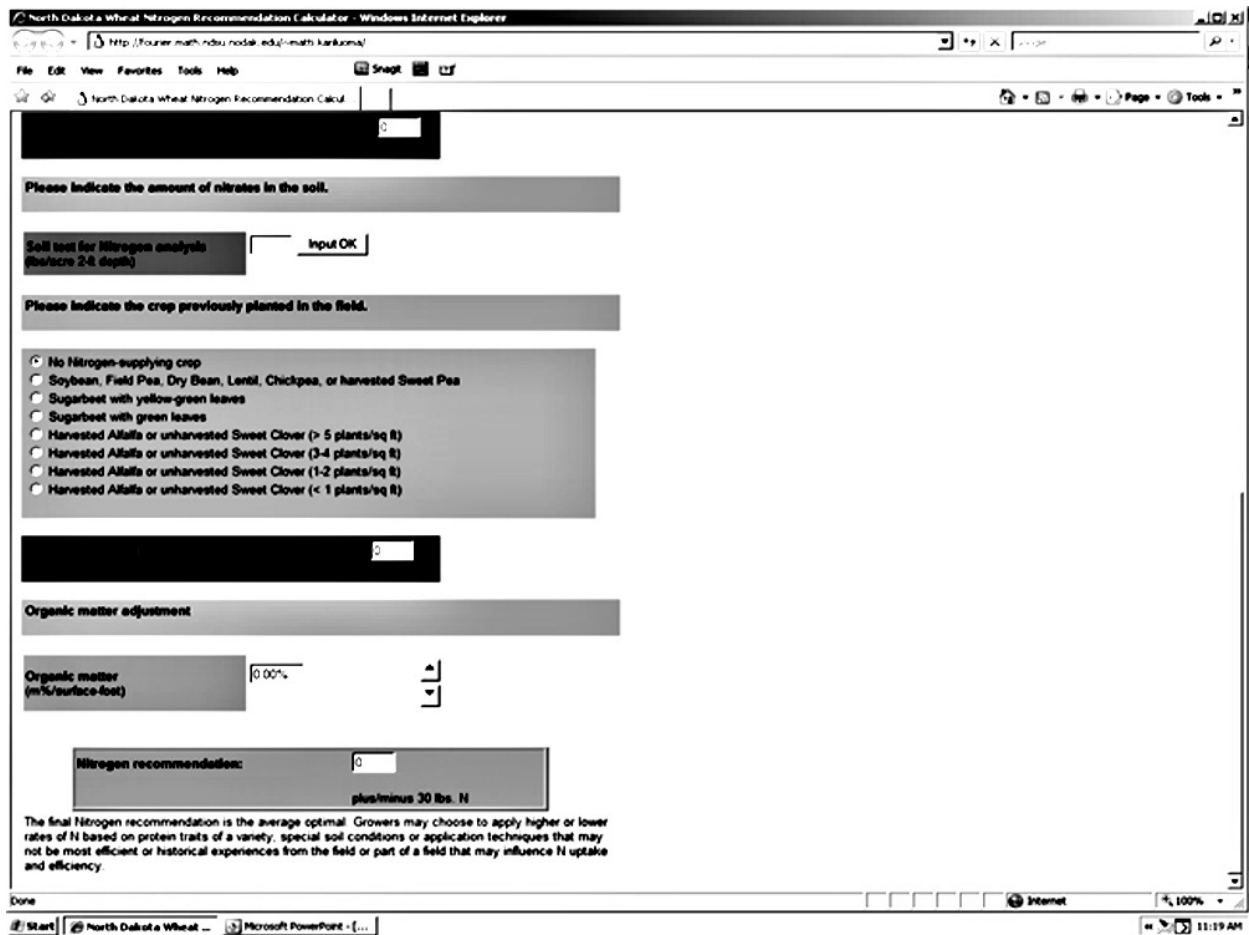 North Dakota Wheat Nitrogen Recommendation Calculator - Windows Internet Explorer
http://fourier.math.ndsu.nodak.edu/~matti.kariluoma/
File Edit View Favorites Tools Help SnagIt
North Dakota Wheat Nitrogen Recommendation Calcul...
Page Tools
0
Please indicate the amount of nitrates in the soil.
Soil test for Nitrogen analysis
(lbs/acre 2-ft depth)
Input OK
Please indicate the crop previously planted in the field.
No Nitrogen-supplying crop
Soybean, Field Pea, Dry Bean, Lentil, Chickpea, or harvested Sweet Pea
Sugarbeet with yellow-green leaves
Sugarbeet with green leaves
Harvested Alfalfa or unharvested Sweet Clover (> 5 plants/sq ft)
Harvested Alfalfa or unharvested Sweet Clover (3-4 plants/sq ft)
Harvested Alfalfa or unharvested Sweet Clover (1-2 plants/sq ft)
Harvested Alfalfa or unharvested Sweet Clover (< 1 plants/sq ft)
0
Organic matter adjustment
Organic matter
(m%/surface-foot)
0.00%
Nitrogen recommendation: 0
plus/minus 30 lbs. N
The final Nitrogen recommendation is the average optimal. Growers may choose to apply higher or lower
rates of N based on protein traits of a variety, special soil conditions or application techniques that may
not be most efficient or historical experiences from the field or part of a field that may influence N uptake
and efficiency.
Done Internet 100%
Start North Dakota Wheat ... Microsoft PowerPoint - [... 11:19 AM